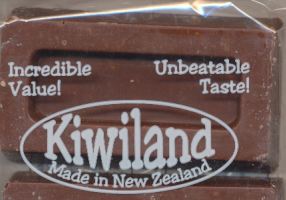 Incredible Unbeatable
Value! Taste!
Kiwiland
Made in New Zealand